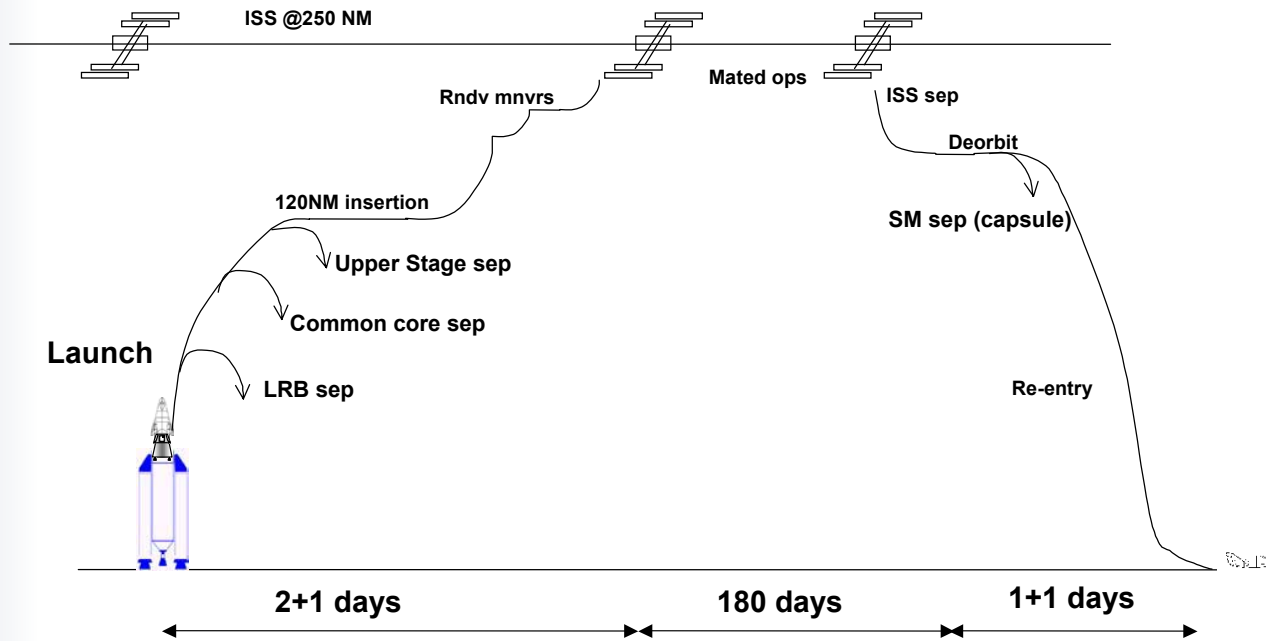 ISS @250 NM
Mated ops
Rndv mnvrs
ISS sep
Deorbit
120NM insertion
SM sep (capsule)
Upper Stage sep
Common core sep
Launch
LRB sep
Re-entry
2+1 days
180 days
1+1 days